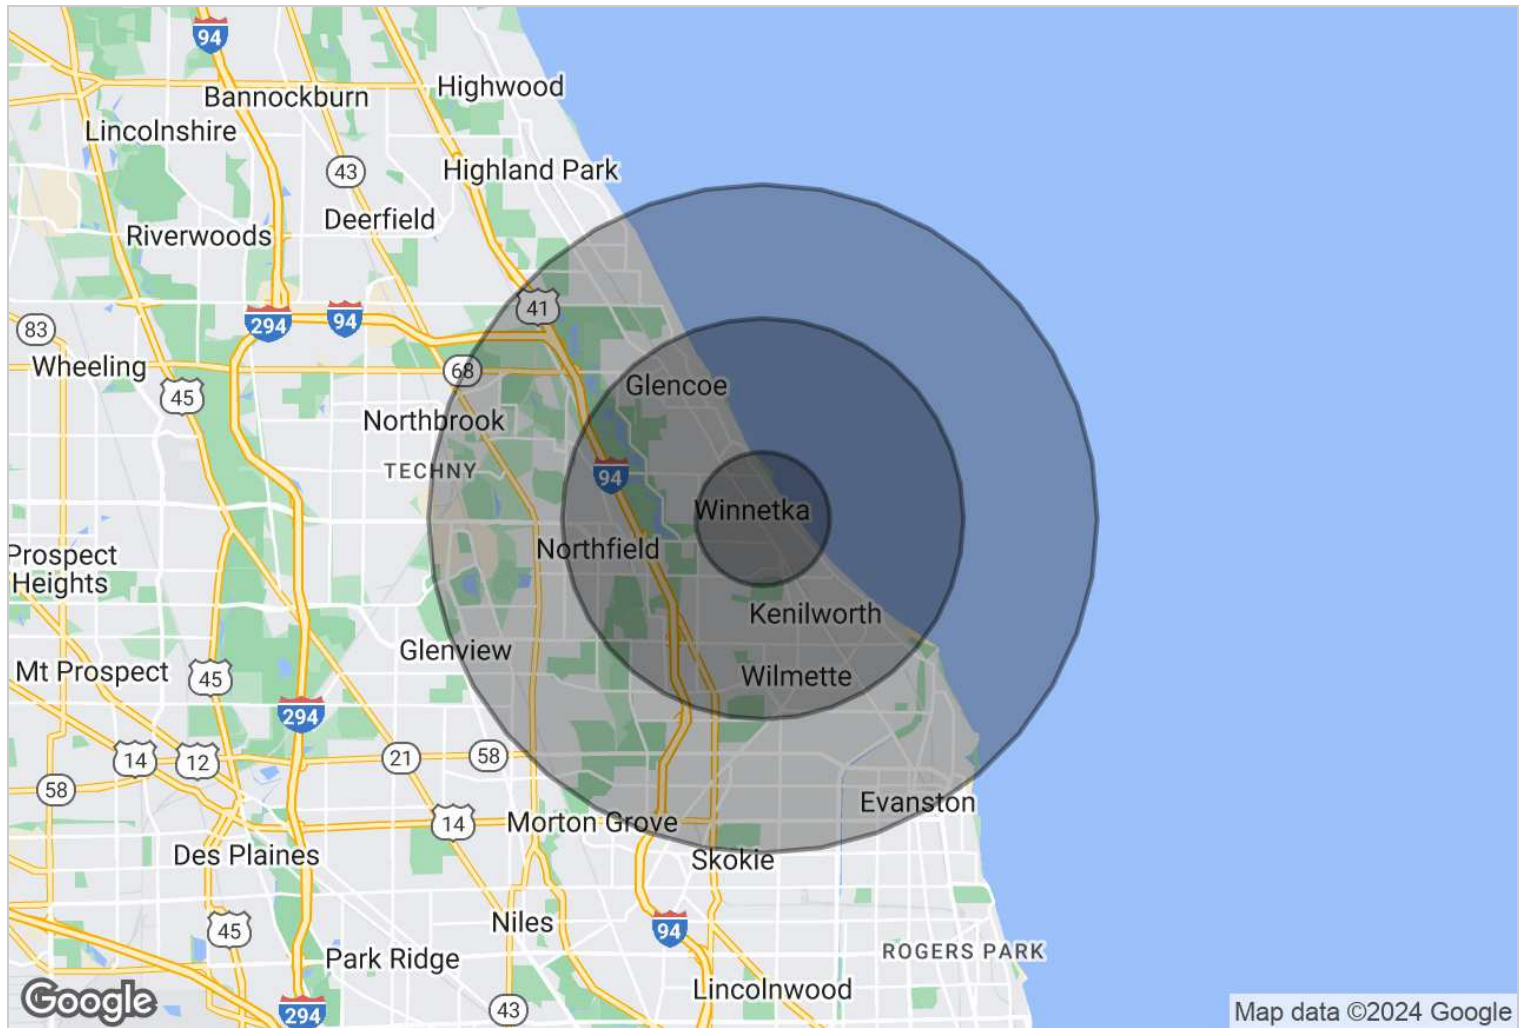 94
Highwood
Bannockburn
Lincolnshire
Highland Park
43
Deerfield
Riverwoods
41
294
94
83
Wheeling
68
Glencoe
45
Northbrook
TECHNY
94
Winnetka
Northfield
Prospect
Heights
Kenilworth
Glenview
Mt Prospect
45
Wilmette
294
14
12
21
58
58
Evanston
14
Morton Grove
Des Plaines
Skokie
Niles
45
94
ROGERS PARK
Park Ridge
Lincolnwood
Google
294
43
Map data ©2024 Google